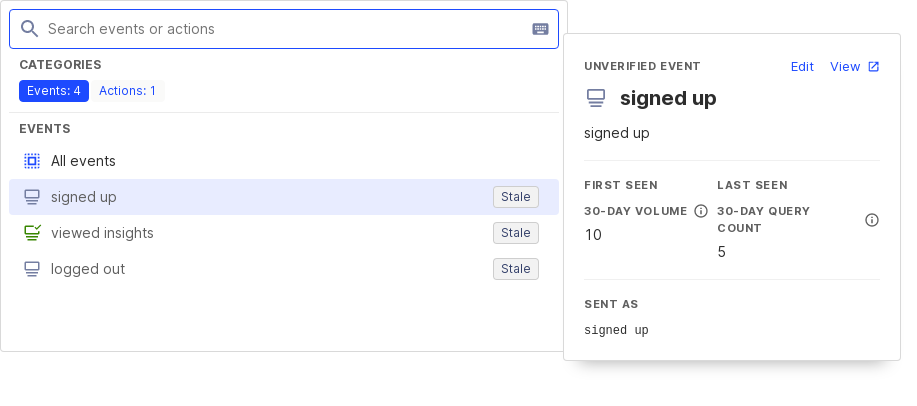 Search events or actions
CATEGORIES
Events: 4 Actions: 1
EVENTS
All events
signed up Stale
viewed insights Stale
logged out Stale
UNVERIFIED EVENT Edit View
signed up
signed up
FIRST SEEN LAST SEEN
30-DAY VOLUME 30-DAY QUERY
COUNT
10
5
SENT AS
signed up